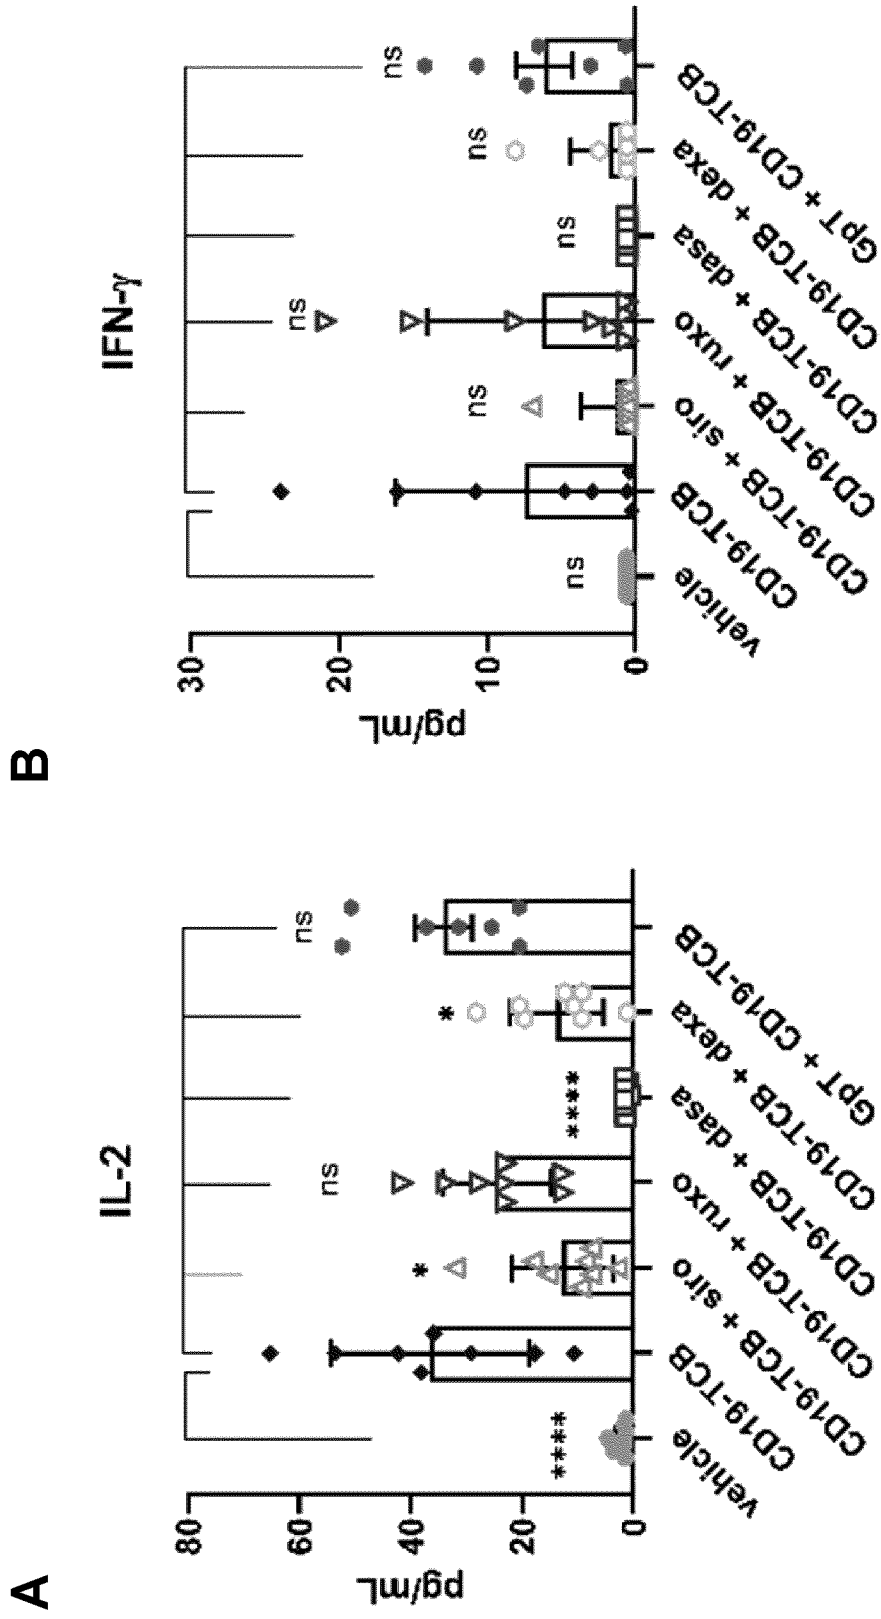 A
IL-2
pg/mL
80
60
40
20
0
****
*
ns
****
*
ns
vehicle
CD19-TCB
CD19-TCB + siro
CD19-TCB + ruxo
CD19-TCB + dasa
CD19-TCB + dexa
GpT + CD19-TCB
B
IFN-γ
pg/mL
30
20
10
0
ns
ns
ns
ns
ns
ns
vehicle
CD19-TCB
CD19-TCB + siro
CD19-TCB + ruxo
CD19-TCB + dasa
CD19-TCB + dexa
GpT + CD19-TCB